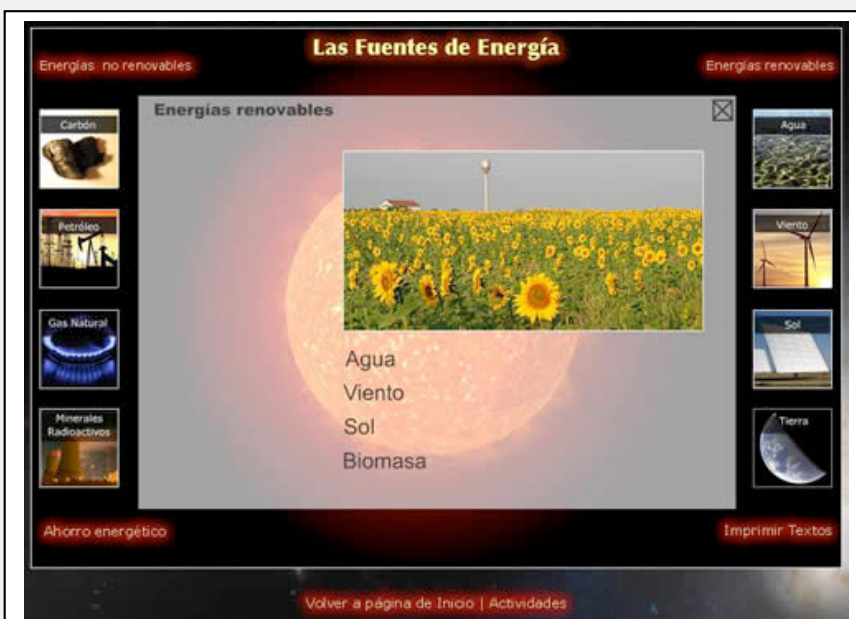 Las Fuentes de Energía
Energías no renovables
Energías renovables
Energías renovables
Carbón
Petróleo
Gas Natural
Minerales
Radioactivos
Agua
Viento
Sol
Biomasa
Agua
Viento
Sol
Tierra
Ahorro energético
Imprimir Textos
Volver a página de Inicio | Actividades